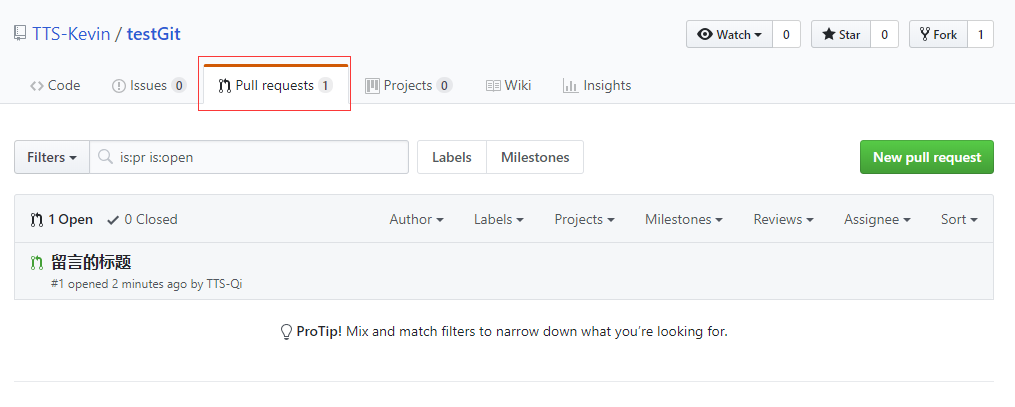 TTS-Kevin / testGit Watch 0 Star 0 Fork 1
Code Issues 0 Pull requests 1 Projects 0 Wiki Insights
Filters is:pr is:open Labels Milestones New pull request
1 Open 0 Closed Author Labels Projects Milestones Reviews Assignee Sort
留言的标题
#1 opened 2 minutes ago by TTS-Qi
ProTip! Mix and match filters to narrow down what you’re looking for.